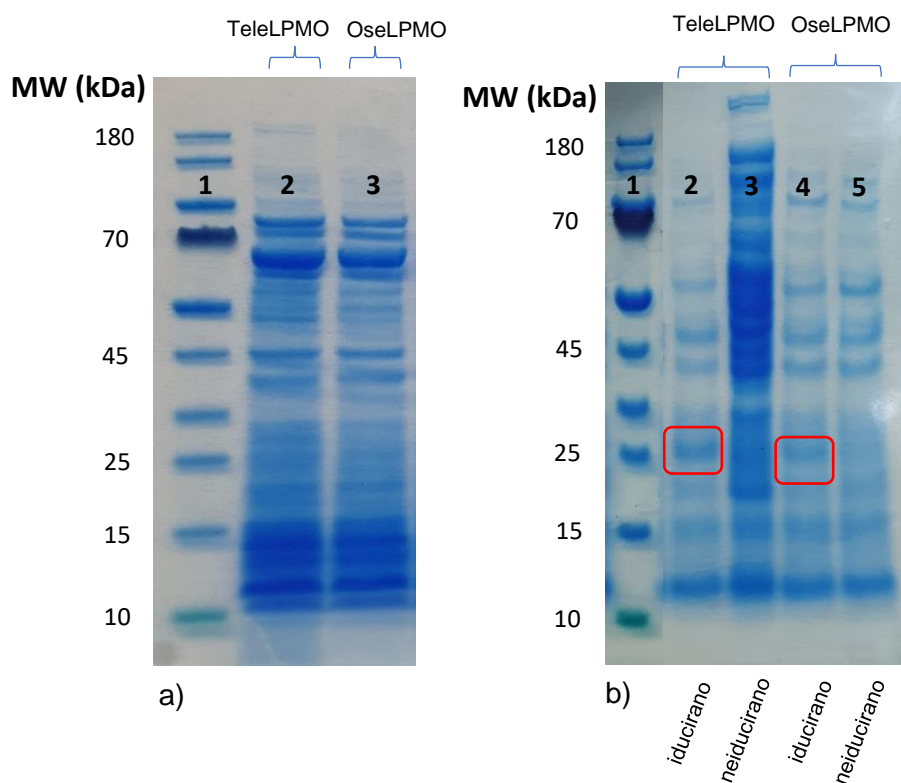 TeleLPMO OseLPMO
MW (kDa)
180
1 2 3
70
45
25
15
10
a)
TeleLPMO OseLPMO
MW (kDa)
180
1 2 3 4 5
70
45
25
15
10
b)
iducirano
neiducirano
iducirano
neiducirano